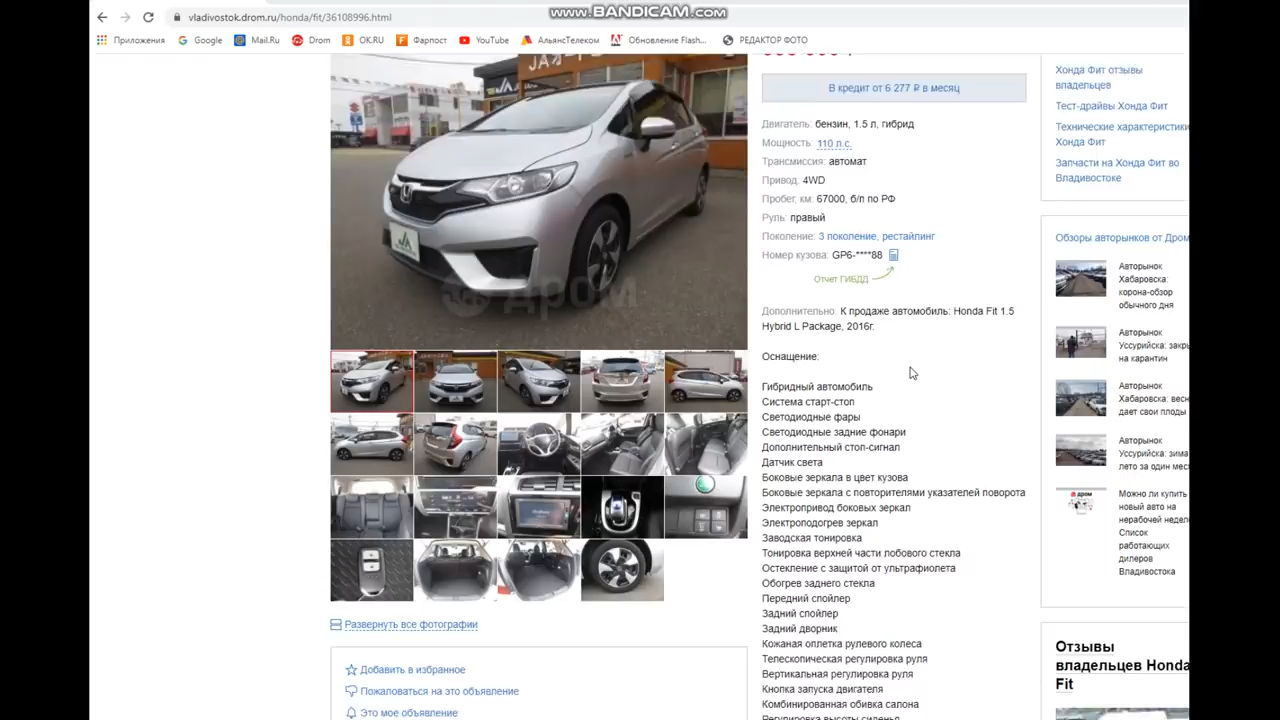 www.BANDICAM.com
vladivostok.drom.ru/honda/fit/36108996.html
Приложения
Google
Mail.Ru
Drom
OK.RU
Фарпост
YouTube
АльянсТелеком
Обновление Flash...
РЕДАКТОР ФОТО
JA
дром
В кредит от 6 277 ₽ в месяц
Двигатель: бензин, 1.5 л, гибрид
Мощность: 110 л.с.
Трансмиссия: автомат
Привод: 4WD
Пробег, км: 67000, б/п по РФ
Руль: правый
Поколение: 3 поколение, рестайлинг
Номер кузова: GP6-****88
Отчет ГИБДД
Дополнительно: К продаже автомобиль: Honda Fit 1.5
Hybrid L Package, 2016г.
Оснащение:
Гибридный автомобиль
Система старт-стоп
Светодиодные фары
Светодиодные задние фонари
Дополнительный стоп-сигнал
Датчик света
Боковые зеркала в цвет кузова
Боковые зеркала с повторителями указателей поворота
Электропривод боковых зеркал
Электроподогрев зеркал
Заводская тонировка
Тонировка верхней части лобового стекла
Остекление с защитой от ультрафиолета
Обогрев заднего стекла
Передний спойлер
Задний спойлер
Задний дворник
Кожаная оплетка рулевого колеса
Телескопическая регулировка руля
Вертикальная регулировка руля
Кнопка запуска двигателя
Комбинированная обивка салона
Регулировка высоты сиденья
Развернуть все фотографии
Добавить в избранное
Пожаловаться на это объявление
Это мое объявление
Хонда Фит отзывы
владельцев
Тест-драйвы Хонда Фит
Технические характеристики
Хонда Фит
Запчасти на Хонда Фит во
Владивостоке
Обзоры авторынков от Дром
Авторынок
Хабаровска:
корона-обзор
обычного дня
Авторынок
Уссурийска: закры
на карантин
Авторынок
Хабаровска: весн
дает свои плоды
Авторынок
Уссурийска: зима
лето за один мес
Можно ли купить
новый авто на
нерабочей недел
Список
работающих
дилеров
Владивостока
Отзывы
владельцев Honda
Fit